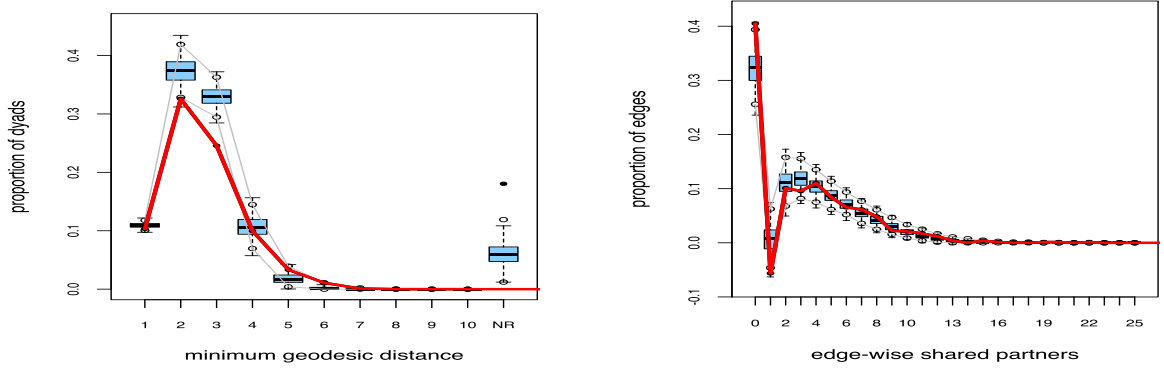 proportion of dyads
0.0
0.1
0.2
0.3
0.4
1 2 3 4 5 6 7 8 9 10 NR
minimum geodesic distance
proportion of edges
-0.1
0.0
0.1
0.2
0.3
0.4
0 2 4 6 8 10 13 16 19 22 25
edge-wise shared partners